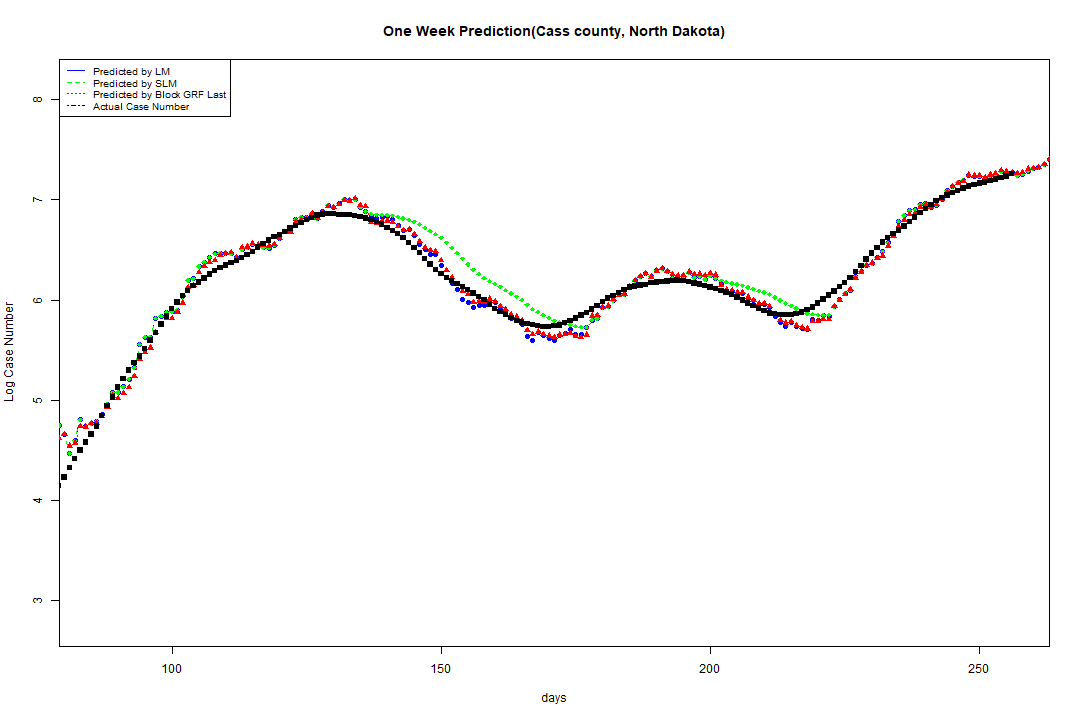 One Week Prediction(Cass county, North Dakota)
Predicted by LM
Predicted by SLM
Predicted by Block GRF Last
Actual Case Number
Log Case Number
8
7
6
5
4
3
100 150 200 250
days